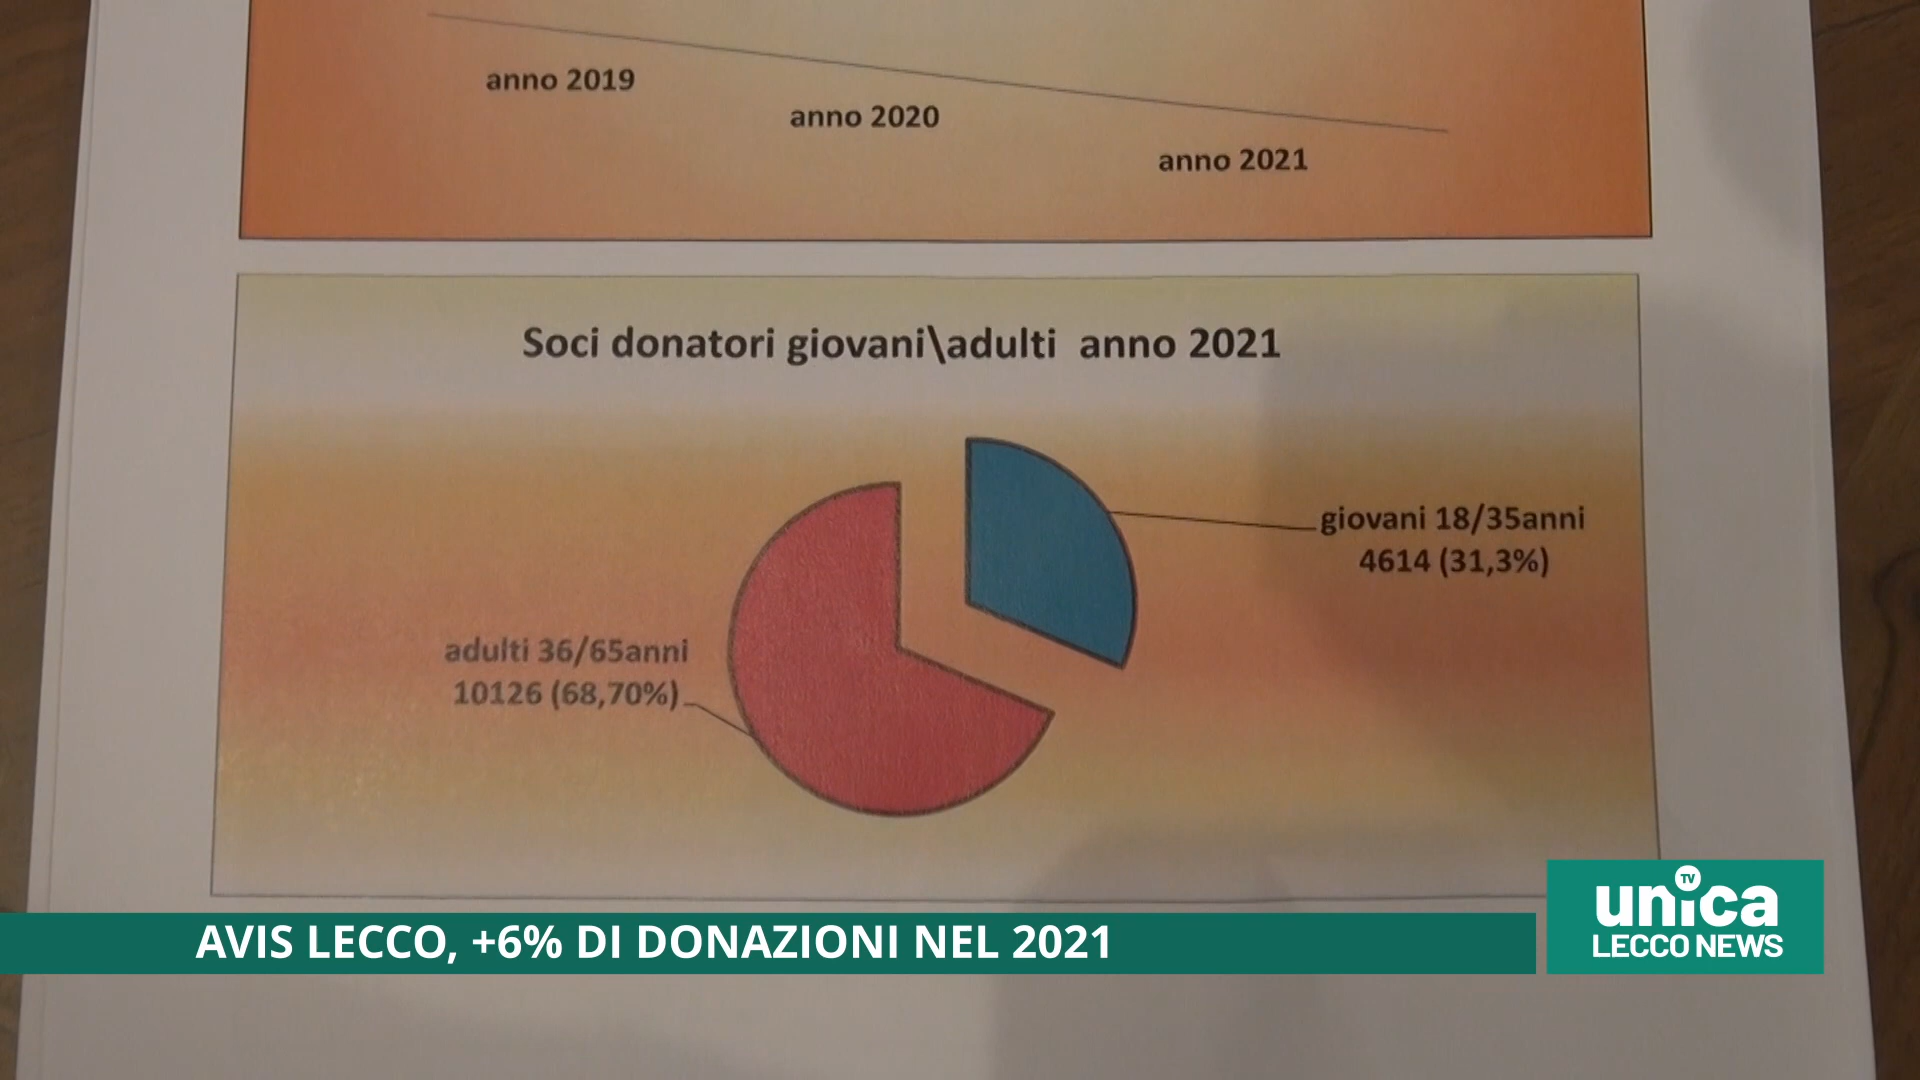 anno 2019
anno 2020
anno 2021
Soci donatori giovani\adulti anno 2021
giovani 18/35anni
4614 (31,3%)
adulti 36/65anni
10126 (68,70%)
AVIS LECCO, +6% DI DONAZIONI NEL 2021
TV
unica
LECCO NEWS